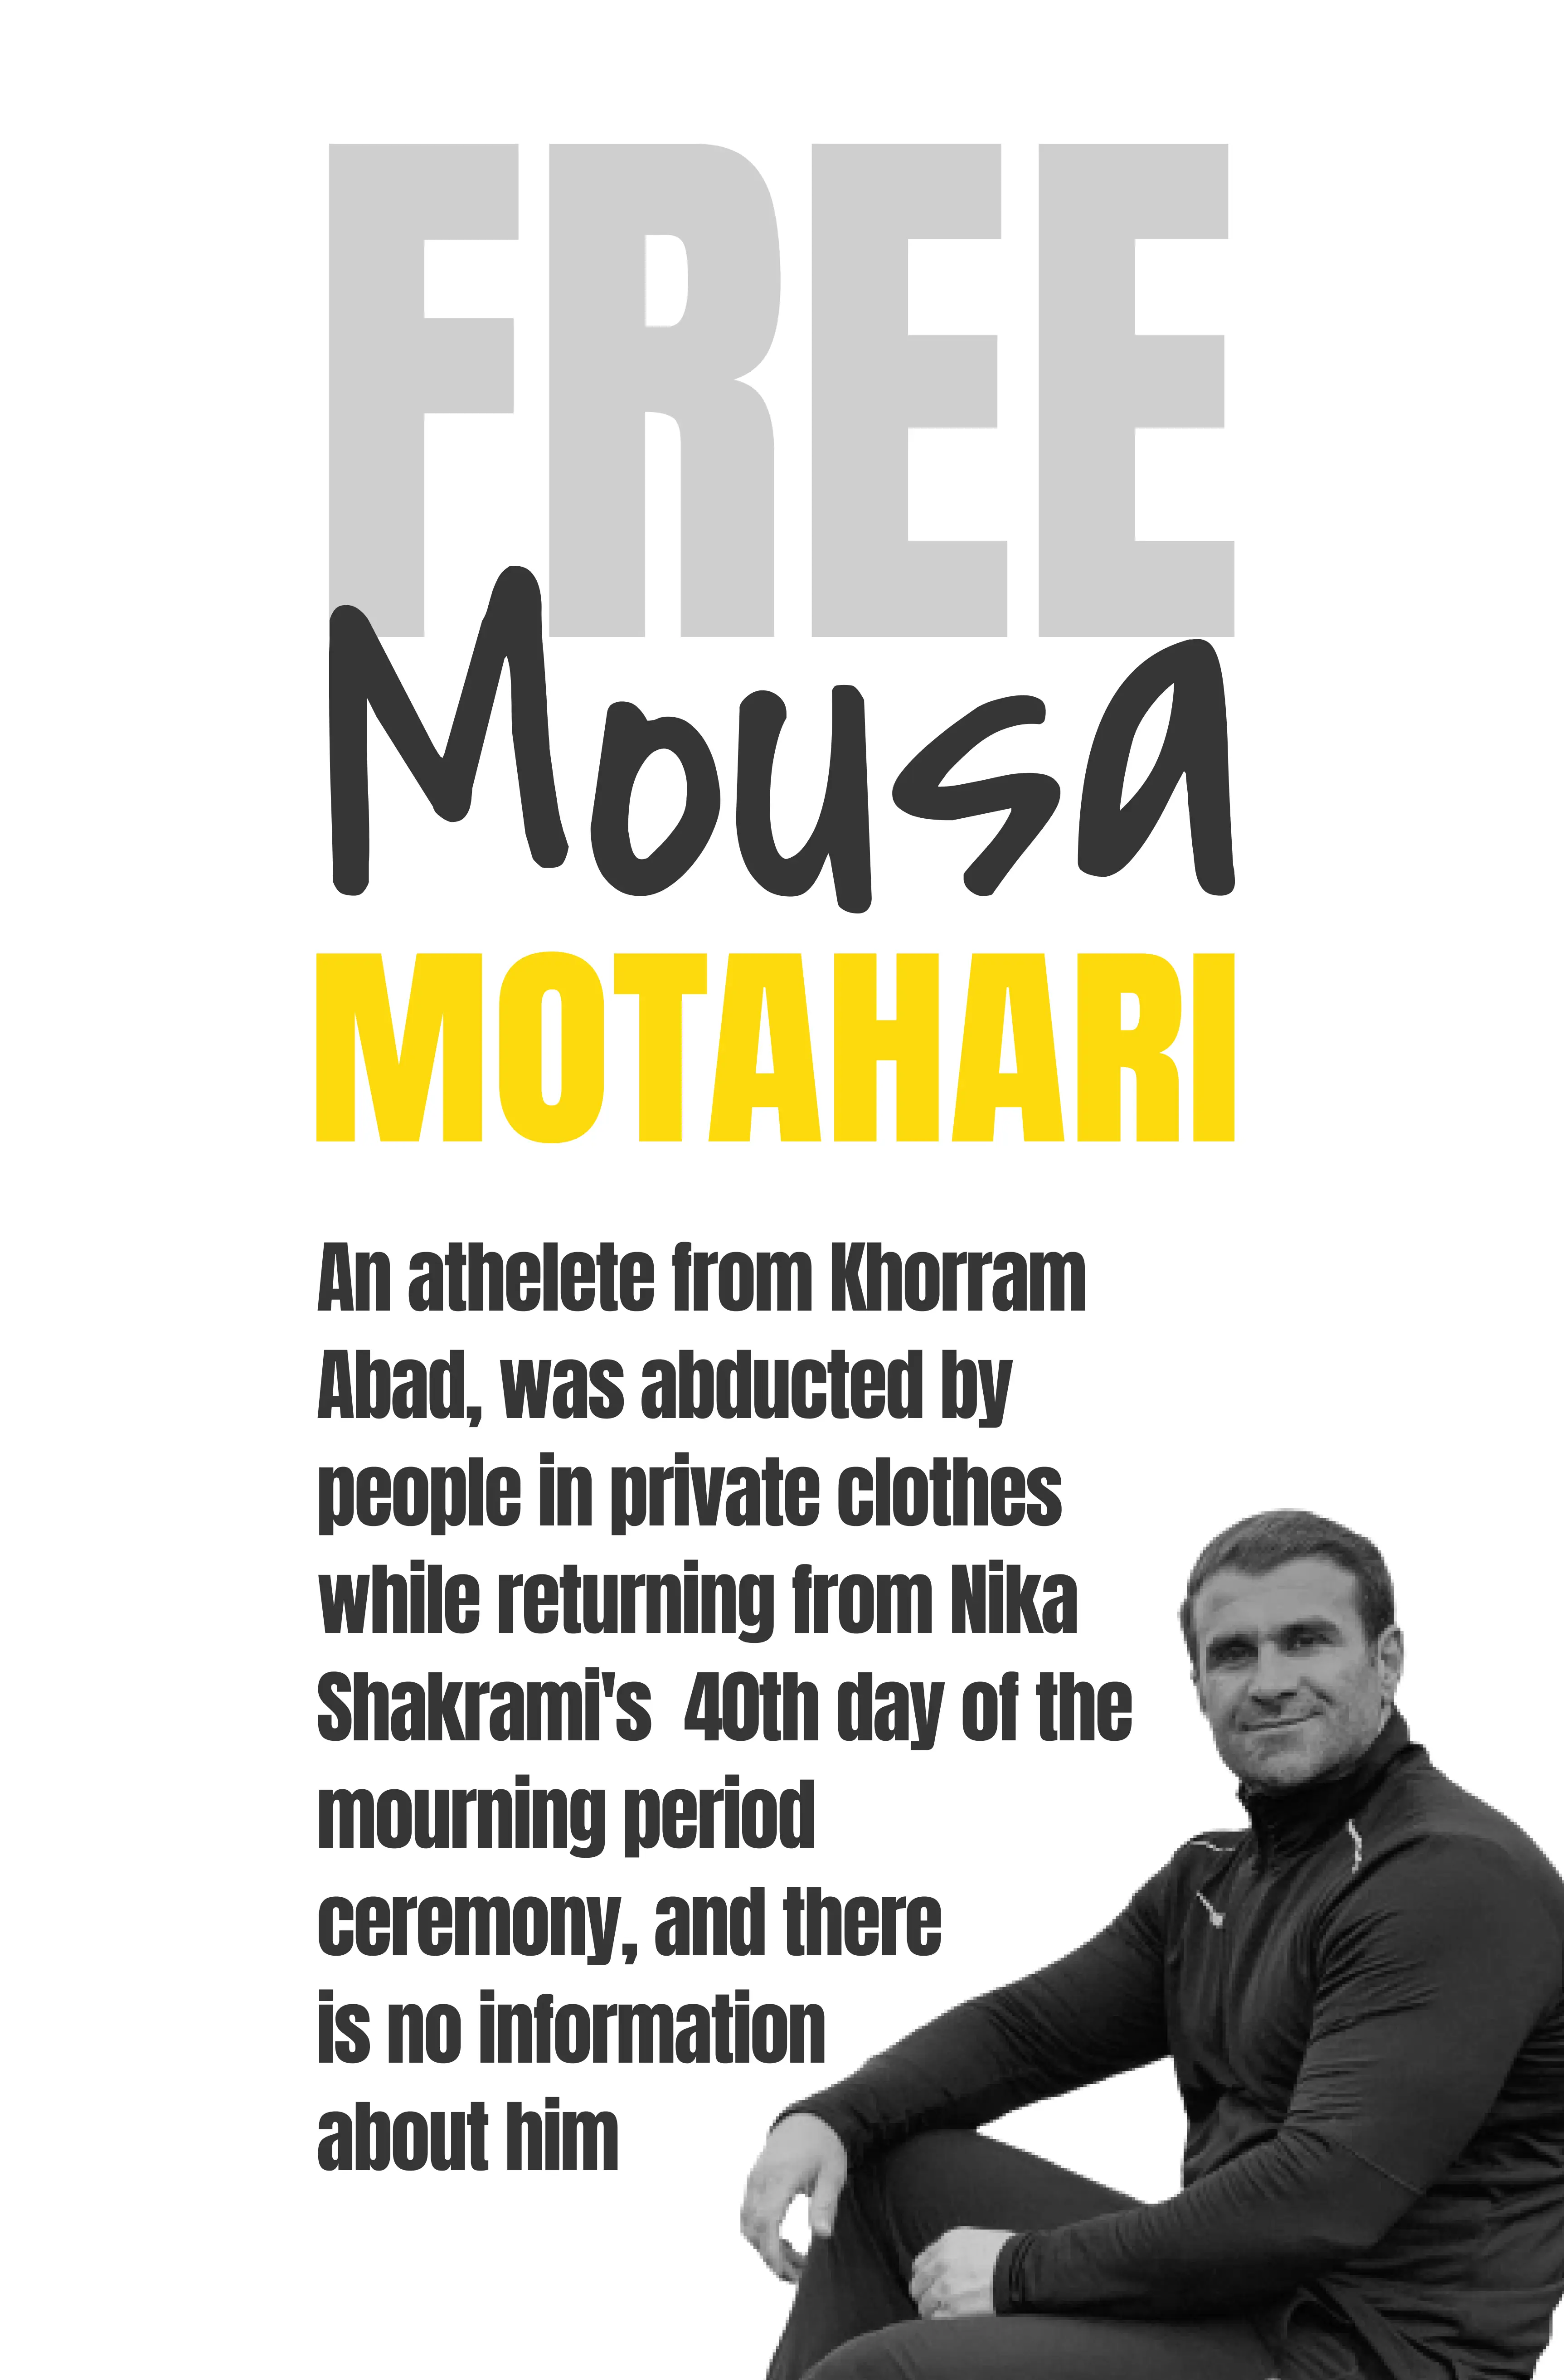 FREE
Mousa
MOTAHARI
An athelete from Khorram
Abad, was abducted by
people in private clothes
while returning from Nika
Shakrami's  40th day of the
mourning period
ceremony, and there
is no information
about him